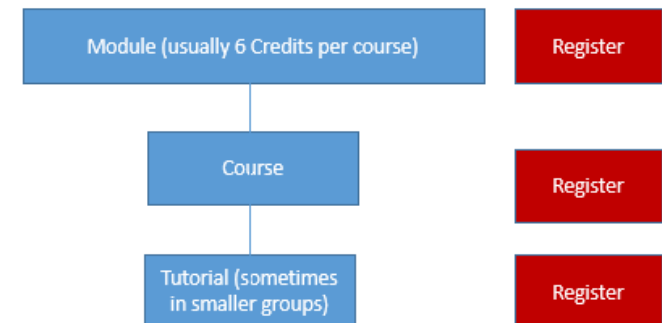 Module (usually 6 Credits per course)
Register
Course
Register
Tutorial (sometimes
in smaller groups)
Register